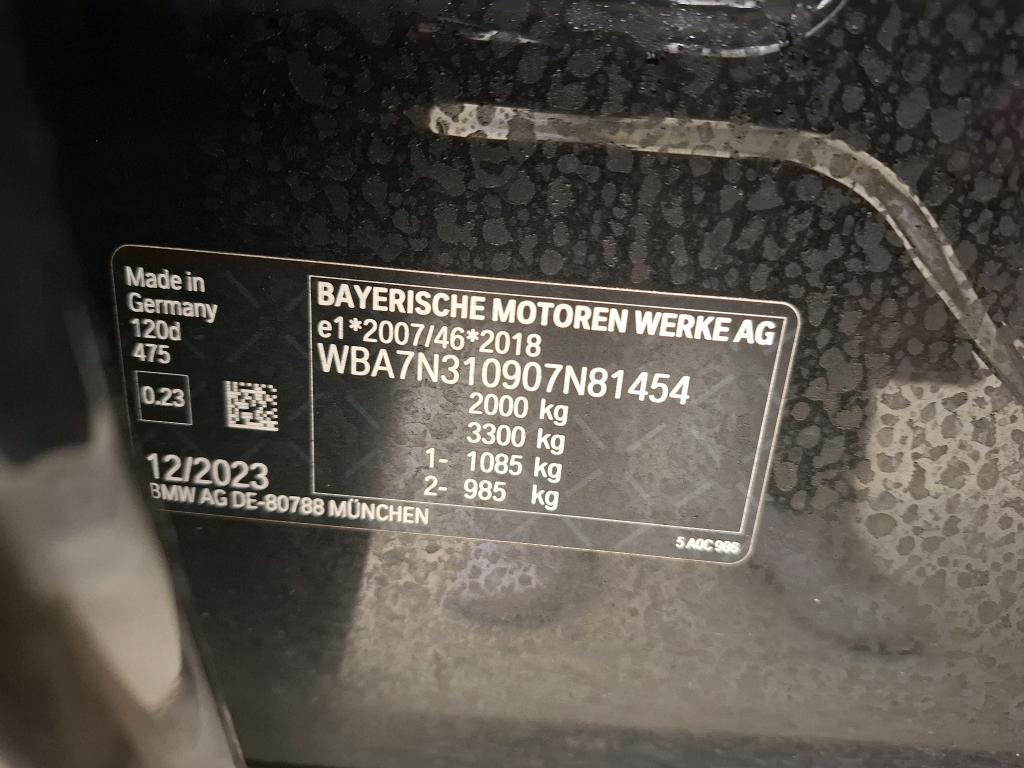 Made in
Germany
120d
475
0.23
12/2023
BMW AG DE-80788 MÜNCHEN
BAYERISCHE MOTOREN WERKE AG
e1*2007/46*2018
WBA7N310907N81454
2000 kg
3300 kg
1- 1085 kg
2- 985 kg
5 A0C 986